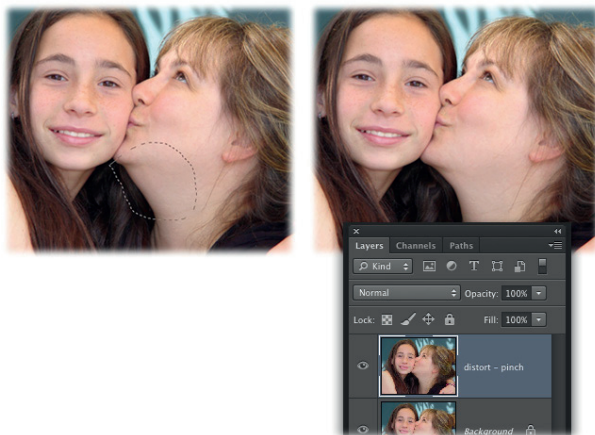 Layers Channels Paths
Kind T
Normal Opacity: 100%
Lock: Fill: 100%
distort – pinch
Background